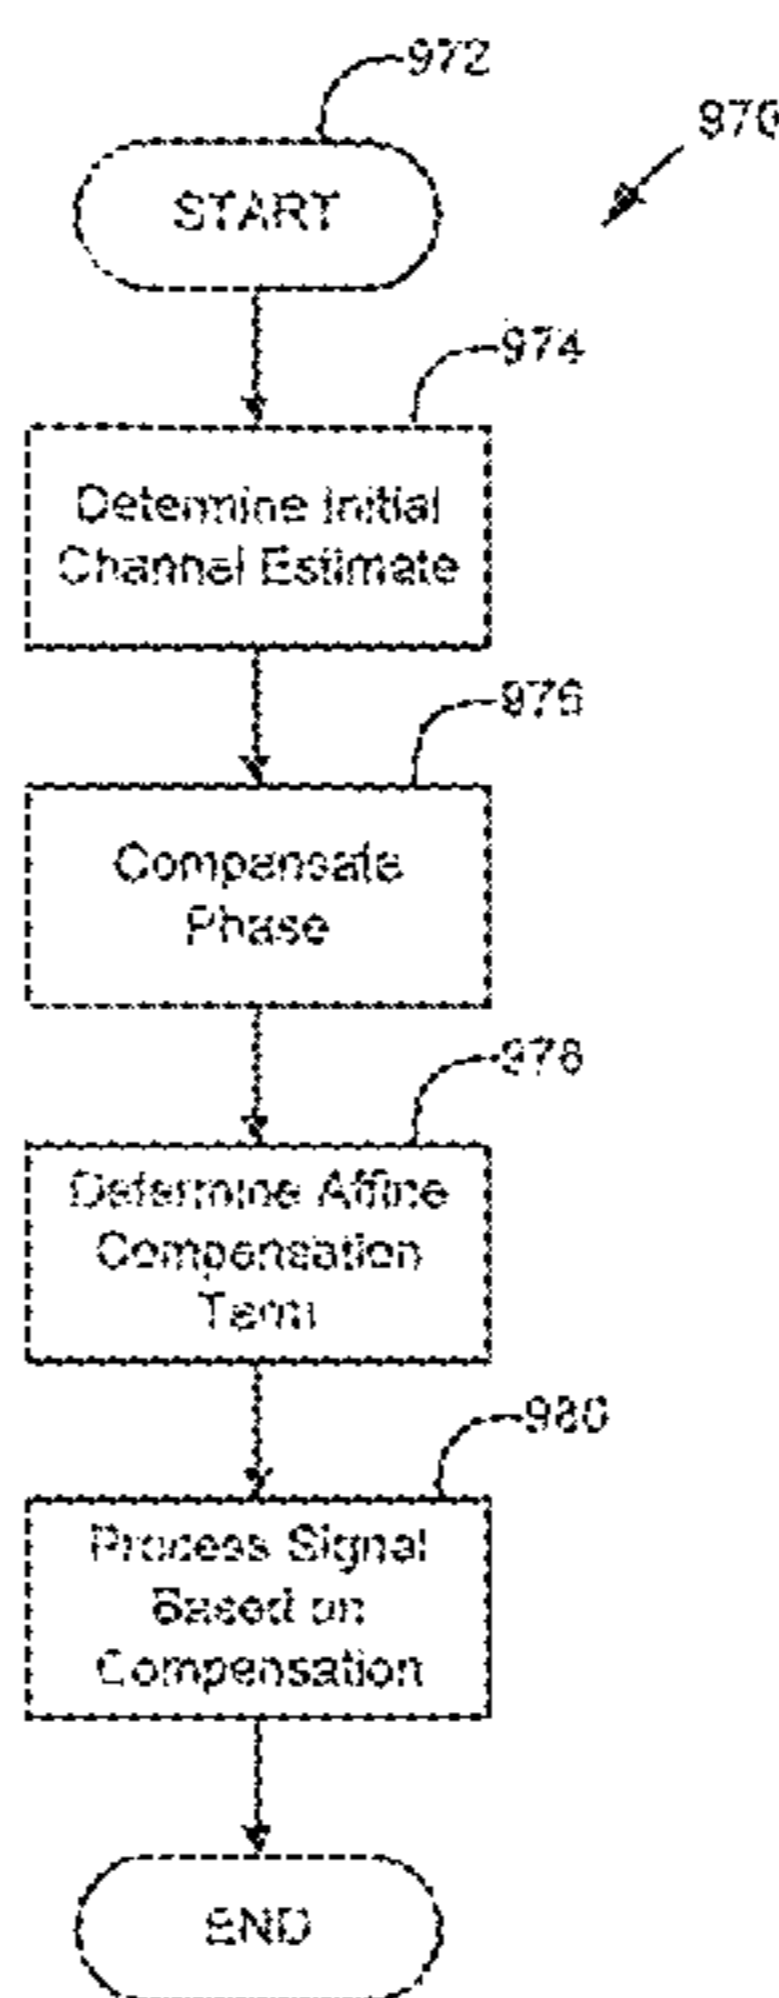 972
970
START
974
Determine Initial
Channel Estimate
976
Compensate
Phase
978
Determine Affine
Compensation
Term
980
Process Signal
Based on
Compensation
END